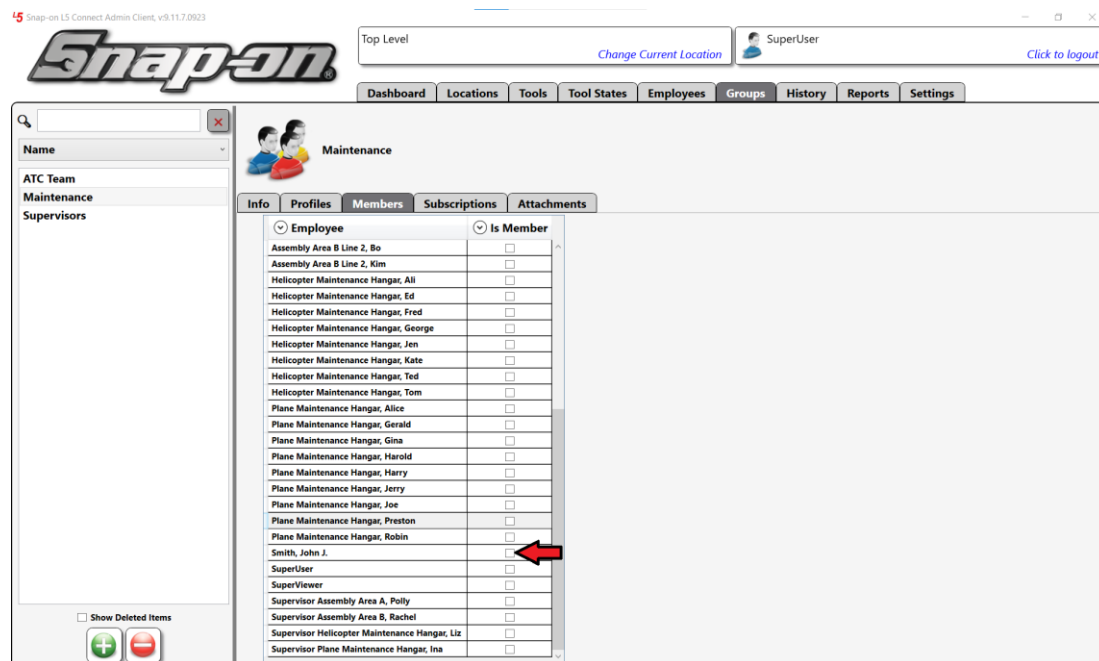 L5 Snap-on L5 Connect Admin Client, v:9.11.7.0923
Snap-on®
Top Level
Change Current Location
SuperUser
Click to logout
Dashboard Locations Tools Tool States Employees Groups History Reports Settings
Name
ATC Team
Maintenance
Supervisors
Show Deleted Items
Maintenance
Info Profiles Members Subscriptions Attachments
Employee Is Member
Assembly Area B Line 2, Bo
Assembly Area B Line 2, Kim
Helicopter Maintenance Hangar, Ali
Helicopter Maintenance Hangar, Ed
Helicopter Maintenance Hangar, Fred
Helicopter Maintenance Hangar, George
Helicopter Maintenance Hangar, Jen
Helicopter Maintenance Hangar, Kate
Helicopter Maintenance Hangar, Ted
Helicopter Maintenance Hangar, Tom
Plane Maintenance Hangar, Alice
Plane Maintenance Hangar, Gerald
Plane Maintenance Hangar, Gina
Plane Maintenance Hangar, Harold
Plane Maintenance Hangar, Harry
Plane Maintenance Hangar, Jerry
Plane Maintenance Hangar, Joe
Plane Maintenance Hangar, Preston
Plane Maintenance Hangar, Robin
Smith, John J.
SuperUser
SuperViewer
Supervisor Assembly Area A, Polly
Supervisor Assembly Area B, Rachel
Supervisor Helicopter Maintenance Hangar, Liz
Supervisor Plane Maintenance Hangar, Ina